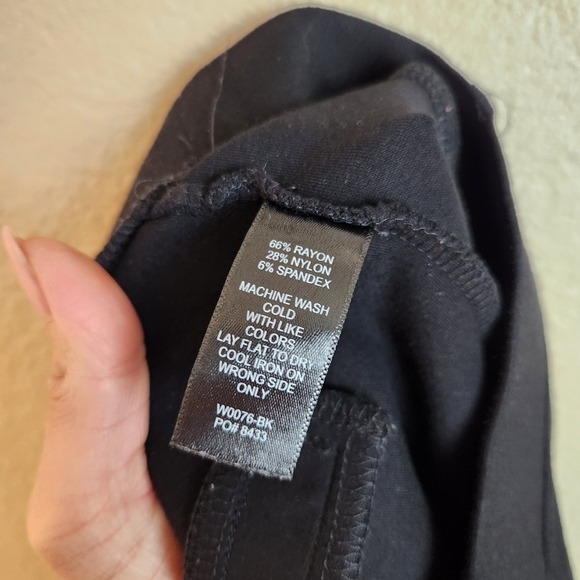 66% RAYON
28% NYLON
6% SPANDEX
MACHINE WASH
COLD
WITH LIKE
COLORS
LAY FLAT TO DRY
COOL IRON ON
WRONG SIDE
ONLY
W0076-BK
PO# 8433